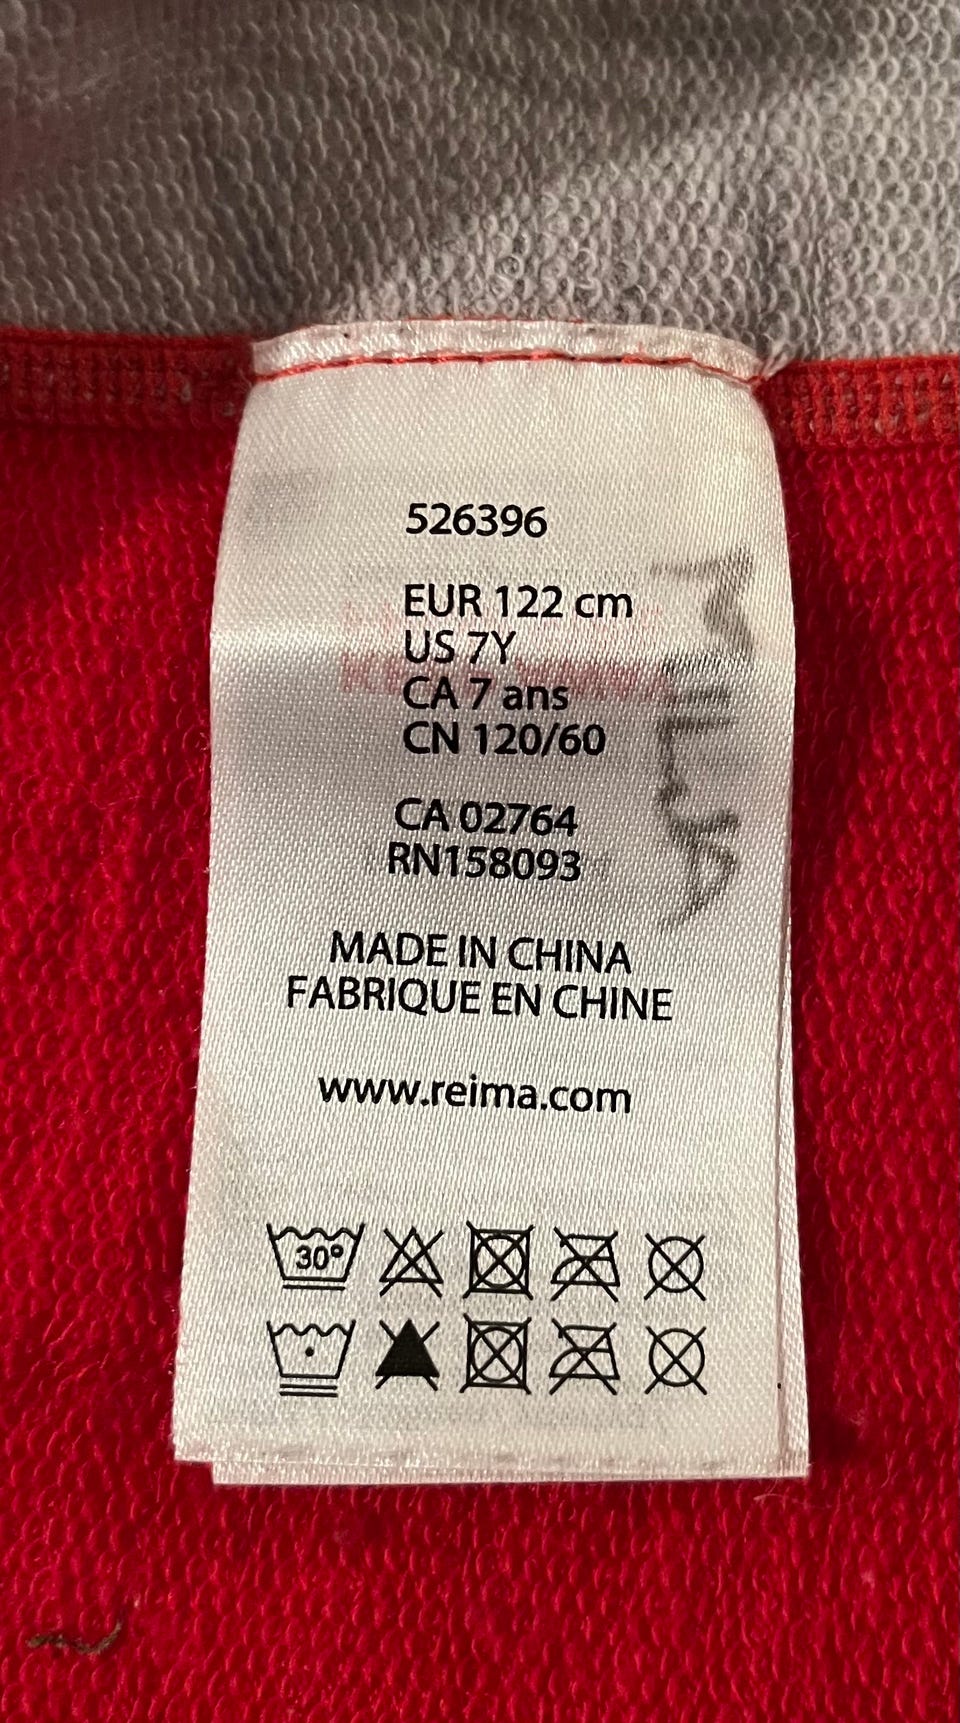 526396
EUR 122 cm
US 7Y
CA 7 ans
CN 120/60
CA 02764
RN158093
MADE IN CHINA
FABRIQUE EN CHINE
www.reima.com
30°